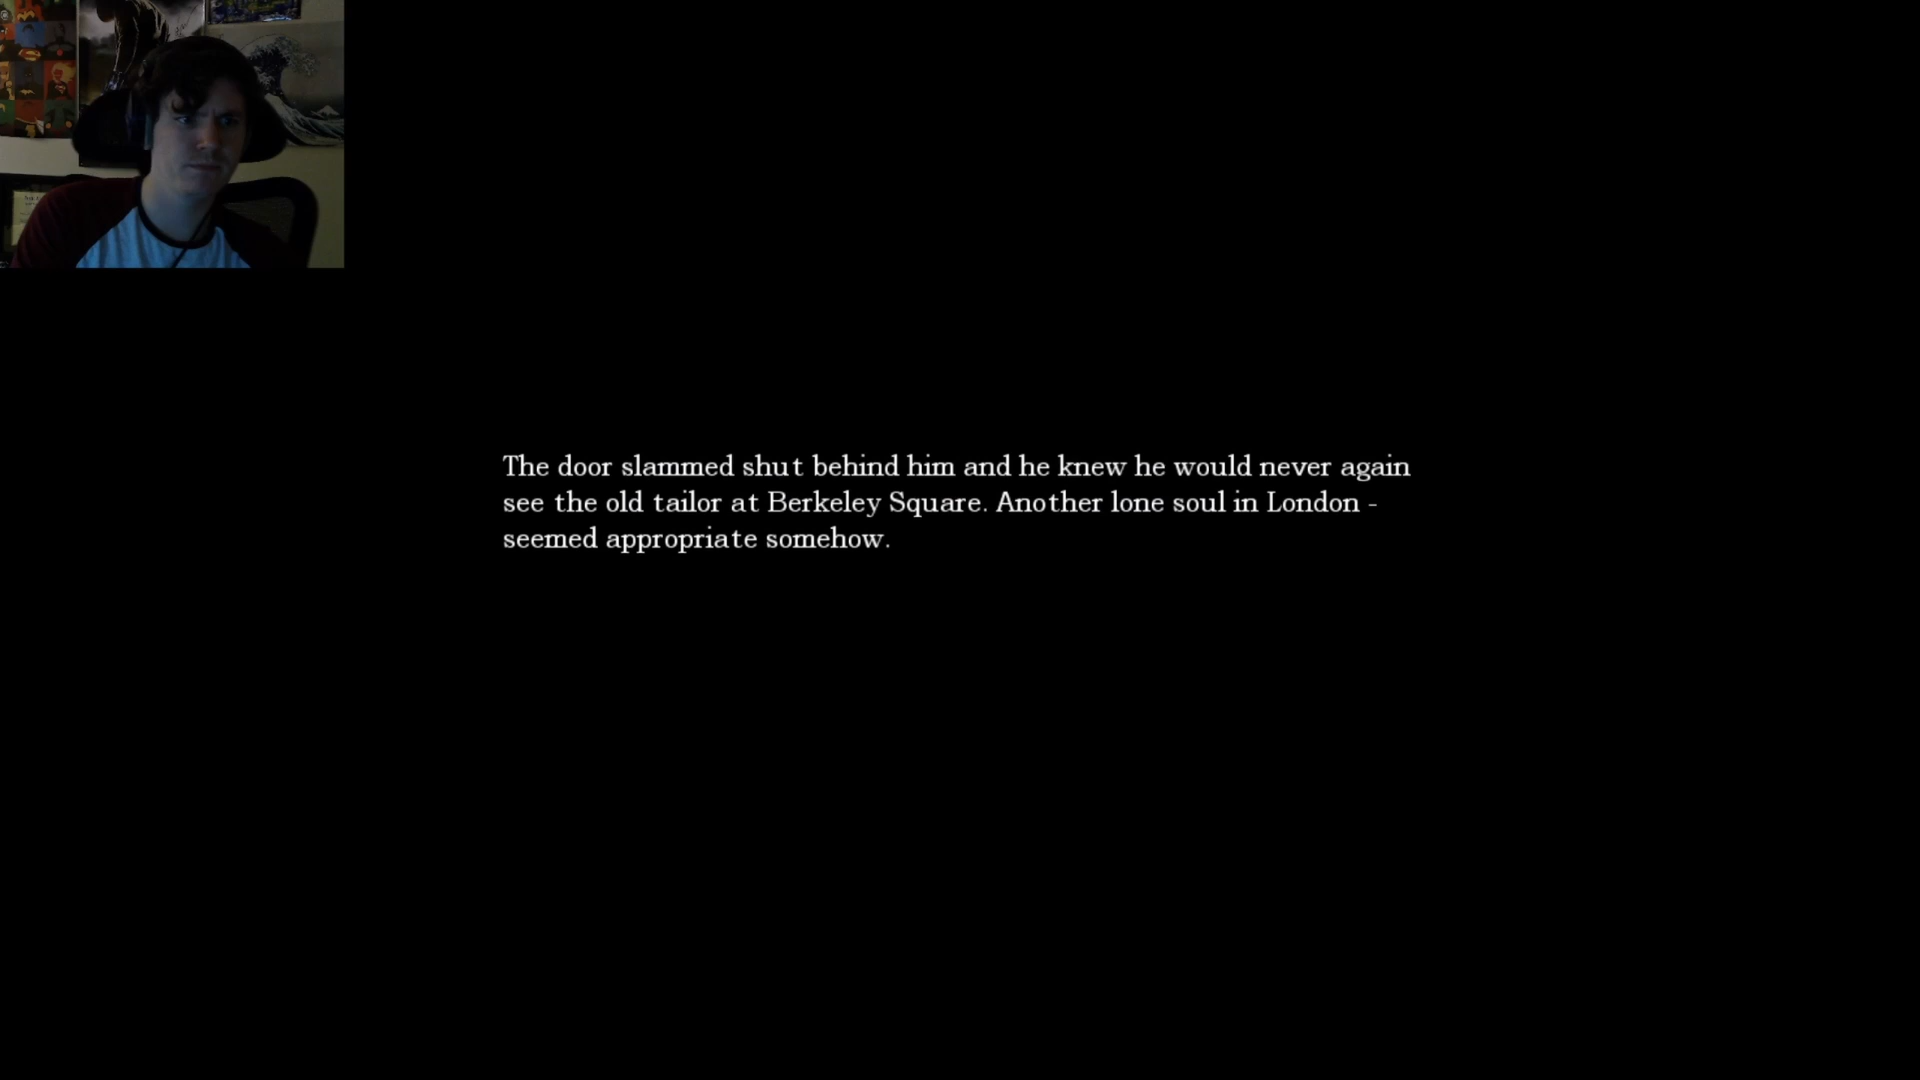 The door slammed shut behind him and he knew he would never again
see the old tailor at Berkeley Square. Another lone soul in London -
seemed appropriate somehow.